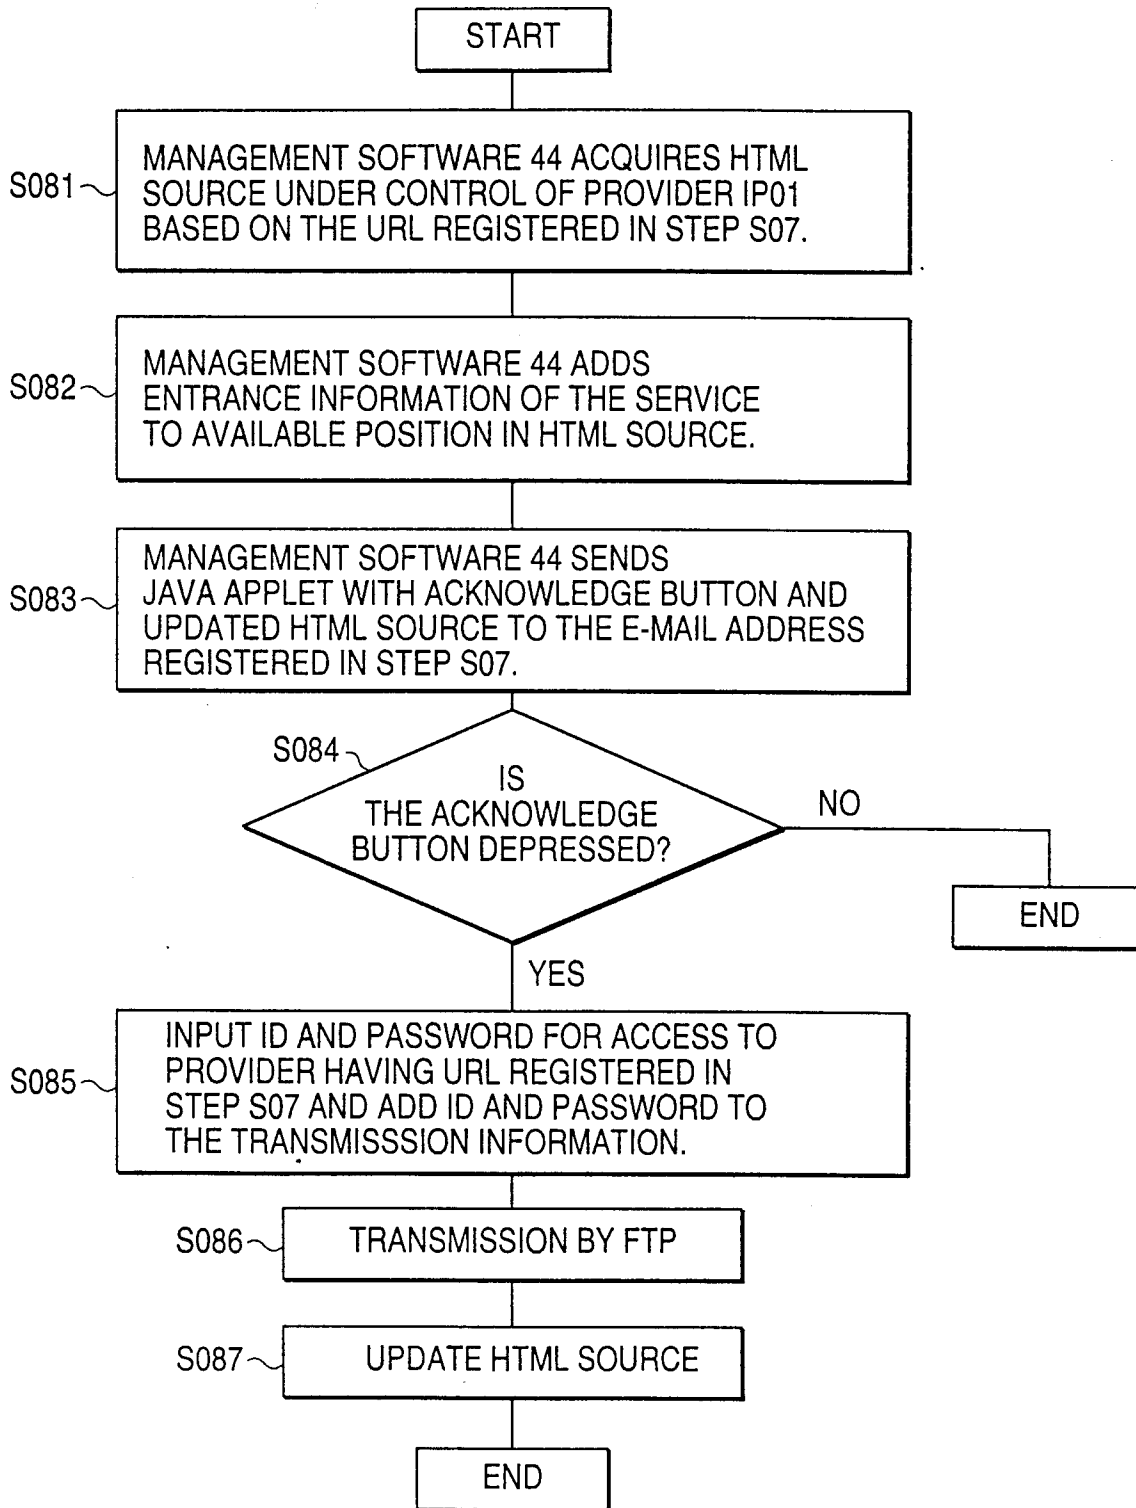 START
S081
MANAGEMENT SOFTWARE 44 ACQUIRES HTML
SOURCE UNDER CONTROL OF PROVIDER IP01
BASED ON THE URL REGISTERED IN STEP S07.
S082
MANAGEMENT SOFTWARE 44 ADDS
ENTRANCE INFORMATION OF THE SERVICE
TO AVAILABLE POSITION IN HTML SOURCE.
S083
MANAGEMENT SOFTWARE 44 SENDS
JAVA APPLET WITH ACKNOWLEDGE BUTTON AND
UPDATED HTML SOURCE TO THE E-MAIL ADDRESS
REGISTERED IN STEP S07.
S084
IS
THE ACKNOWLEDGE
BUTTON DEPRESSED?
NO
END
YES
S085
INPUT ID AND PASSWORD FOR ACCESS TO
PROVIDER HAVING URL REGISTERED IN
STEP S07 AND ADD ID AND PASSWORD TO
THE TRANSMISSSION INFORMATION.
S086
TRANSMISSION BY FTP
S087
UPDATE HTML SOURCE
END